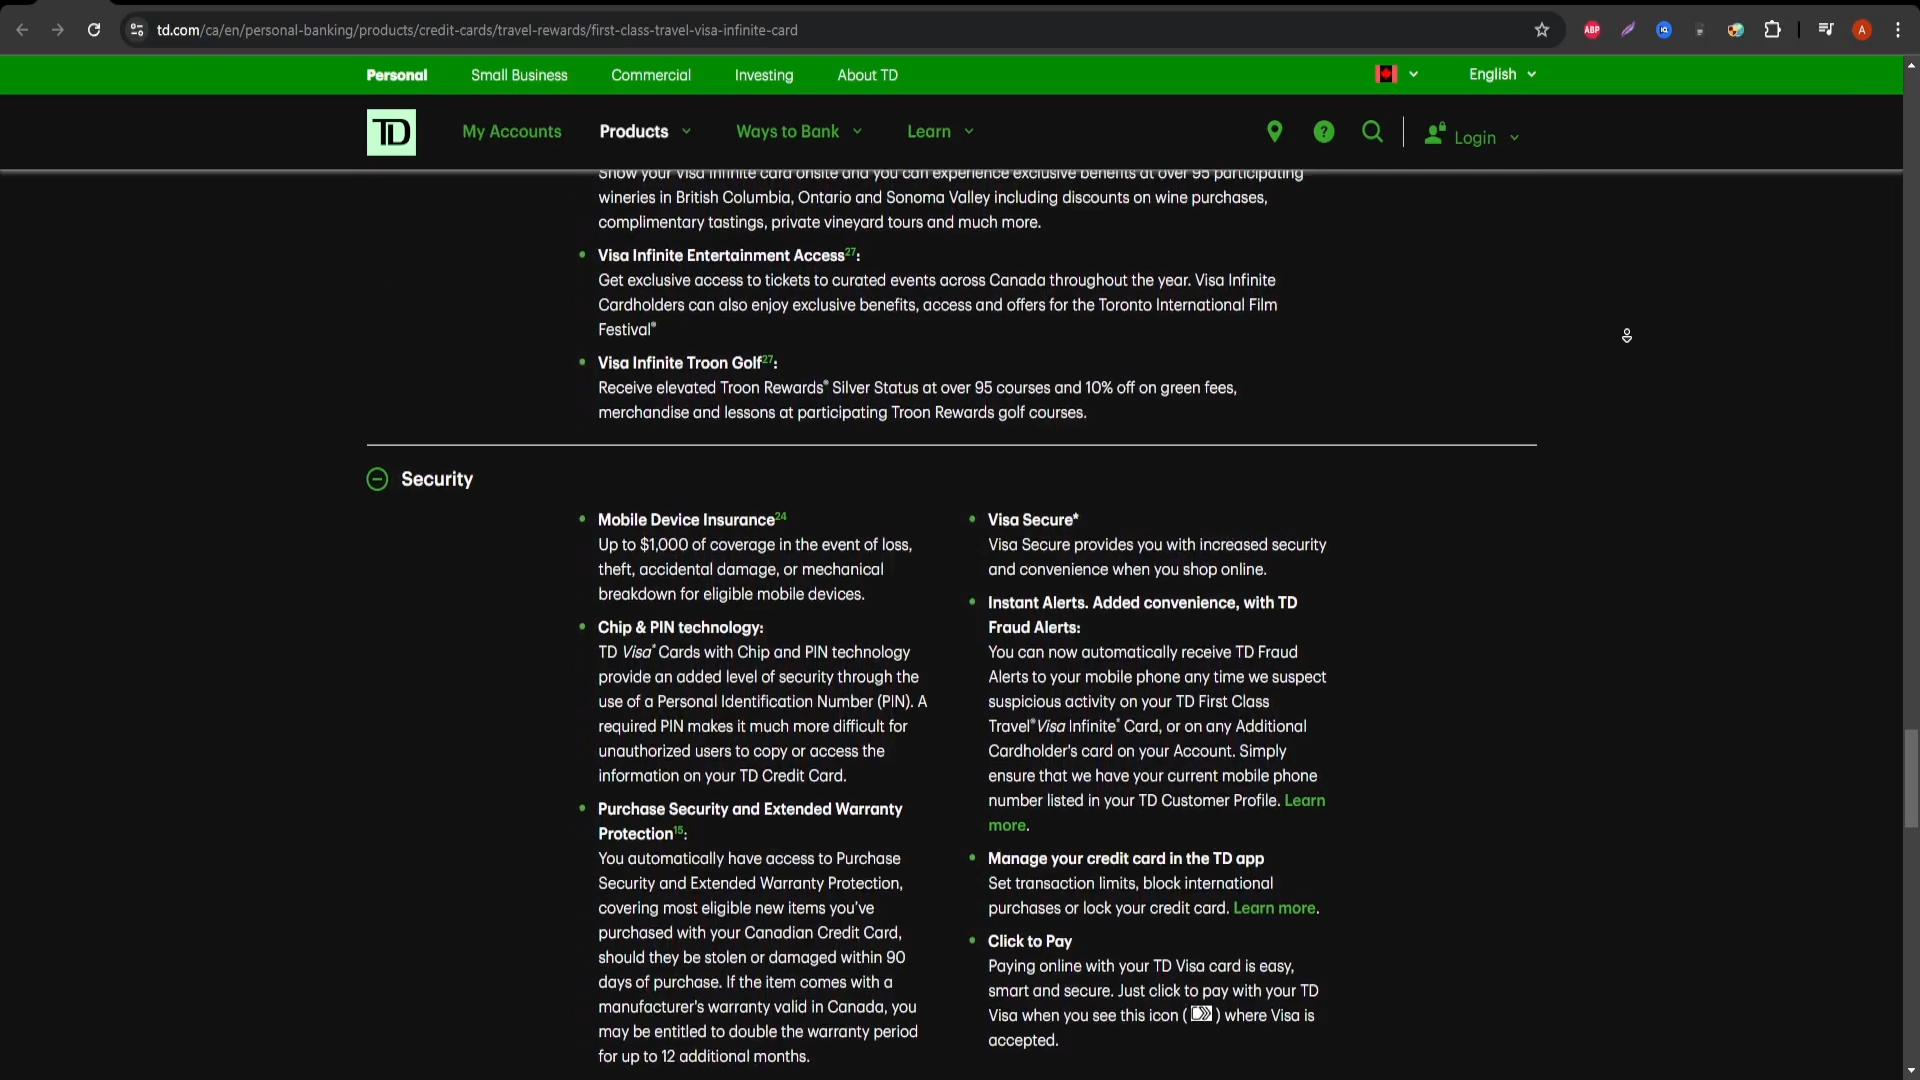 td.com/ca/en/personal-banking/products/credit-cards/travel-rewards/first-class-travel-visa-infinite-card
ABP
A
Personal
Small Business
Commercial
Investing
About TD
English
TD
My Accounts
Products
Ways to Bank
Learn
?
Login
Show your Visa Infinite card onsite and you can experience exclusive benefits at over 95 participating
wineries in British Columbia, Ontario and Sonoma Valley including discounts on wine purchases,
complimentary tastings, private vineyard tours and much more.
Visa Infinite Entertainment Access27:
Get exclusive access to tickets to curated events across Canada throughout the year. Visa Infinite
Cardholders can also enjoy exclusive benefits, access and offers for the Toronto International Film
Festival®
Visa Infinite Troon Golf27:
Receive elevated Troon Rewards® Silver Status at over 95 courses and 10% off on green fees,
merchandise and lessons at participating Troon Rewards golf courses.
Security
Mobile Device Insurance24
Up to $1,000 of coverage in the event of loss,
theft, accidental damage, or mechanical
breakdown for eligible mobile devices.
Chip & PIN technology:
TD Visa* Cards with Chip and PIN technology
provide an added level of security through the
use of a Personal Identification Number (PIN). A
required PIN makes it much more difficult for
unauthorized users to copy or access the
information on your TD Credit Card.
Purchase Security and Extended Warranty
Protection15:
You automatically have access to Purchase
Security and Extended Warranty Protection,
covering most eligible new items you've
purchased with your Canadian Credit Card,
should they be stolen or damaged within 90
days of purchase. If the item comes with a
manufacturer's warranty valid in Canada, you
may be entitled to double the warranty period
for up to 12 additional months.
Visa Secure*
Visa Secure provides you with increased security
and convenience when you shop online.
Instant Alerts. Added convenience, with TD
Fraud Alerts:
You can now automatically receive TD Fraud
Alerts to your mobile phone any time we suspect
suspicious activity on your TD First Class
Travel® Visa Infinite* Card, or on any Additional
Cardholder's card on your Account. Simply
ensure that we have your current mobile phone
number listed in your TD Customer Profile. Learn
more.
Manage your credit card in the TD app
Set transaction limits, block international
purchases or lock your credit card. Learn more.
Click to Pay
Paying online with your TD Visa card is easy,
smart and secure. Just click to pay with your TD
Visa when you see this icon ( ) where Visa is
accepted.